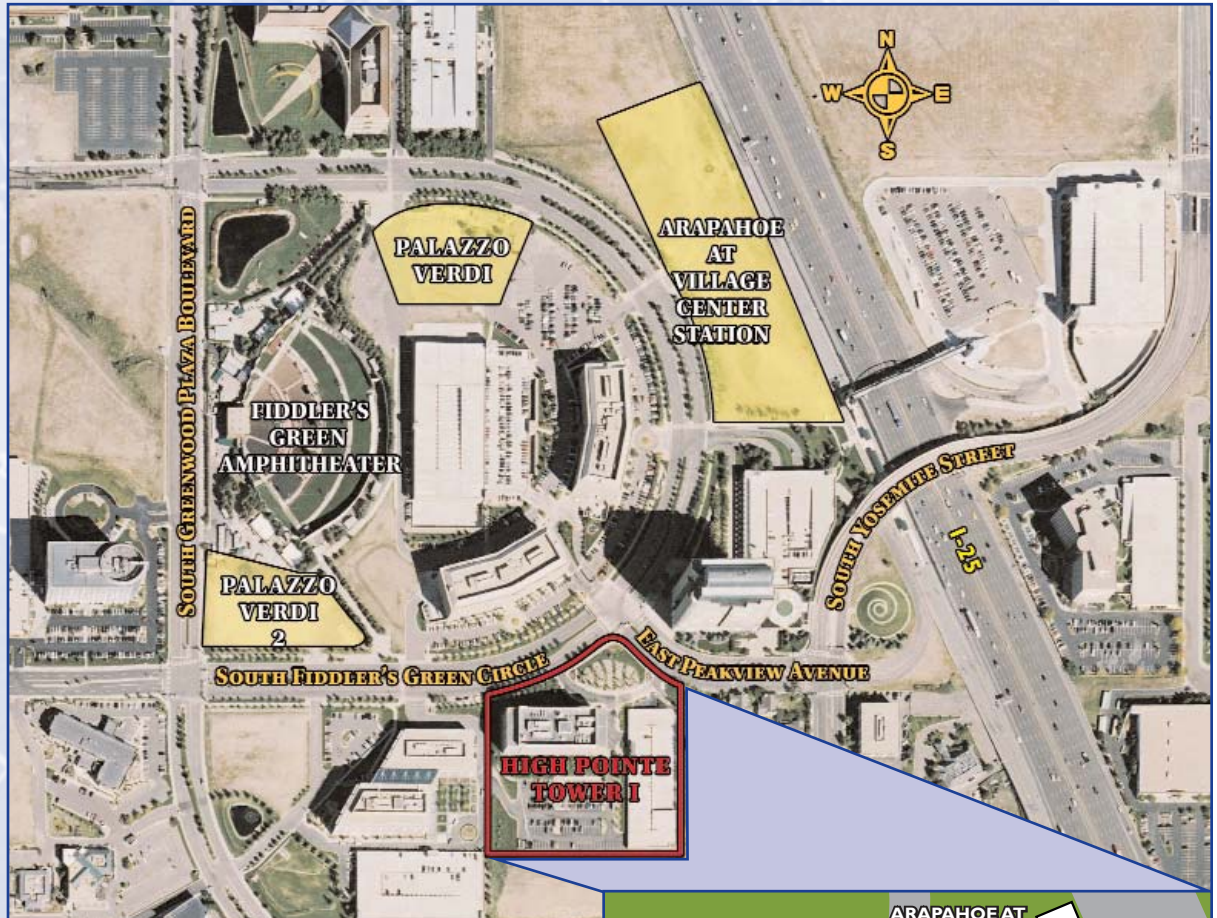 N
W E
S
PALAZZO
VERDI
ARAPAHOE
AT
VILLAGE
CENTER
STATION
SOUTH GREENWOOD PLAZA BOULEVARD
FIDDLER'S
GREEN
AMPHITHEATER
SOUTH YOSEMITE STREET
I-25
PALAZZO
VERDI
2
SOUTH FIDDLER'S GREEN CIRCLE
EAST PEAKVIEW AVENUE
HIGH POINTE
TOWER I
ARAPAHOE AT